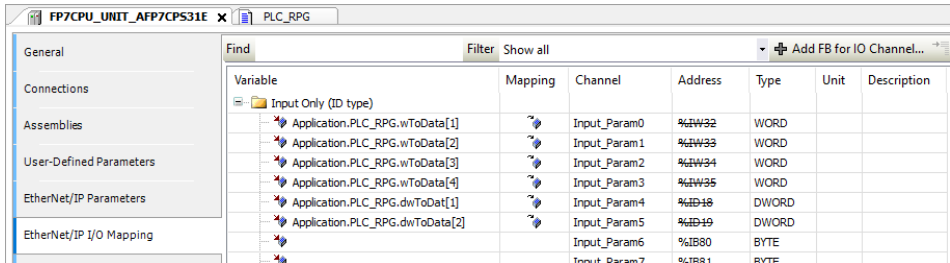 FP7CPU_UNIT_AFP7CPS31E X PLC_RPG
General
Connections
Assemblies
User-Defined Parameters
EtherNet/IP Parameters
EtherNet/IP I/O Mapping
Find Filter Show all Add FB for IO Channel...
Variable Mapping Channel Address Type Unit Description
Input Only (ID type)
Application.PLC_RPG.wToData[1] Input_Param0 %IW32 WORD
Application.PLC_RPG.wToData[2] Input_Param1 %IW33 WORD
Application.PLC_RPG.wToData[3] Input_Param2 %IW34 WORD
Application.PLC_RPG.wToData[4] Input_Param3 %IW35 WORD
Application.PLC_RPG.dwToDat[1] Input_Param4 %ID18 DWORD
Application.PLC_RPG.dwToData[2] Input_Param5 %ID19 DWORD
Input_Param6 %IB80 BYTE
Input_Param7 %IB81 BYTE